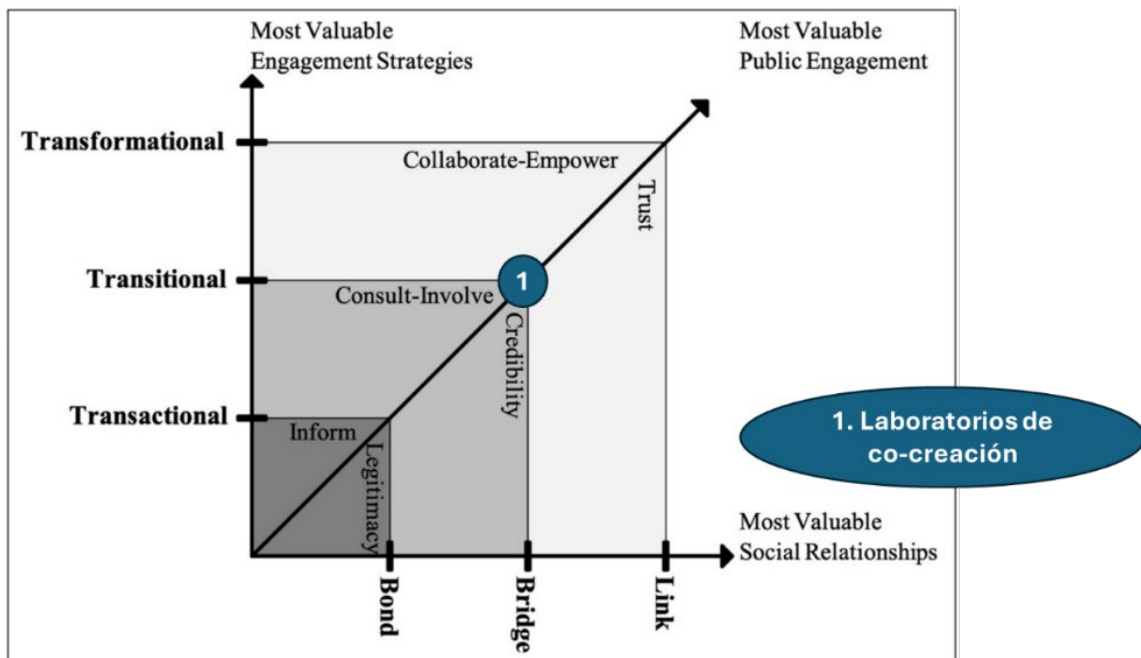 Most Valuable
Engagement Strategies
Most Valuable
Public Engagement
Transformational
Collaborate-Empower
Trust
Transitional
1
Consult-Involve
Credibility
Transactional
Inform
Legitimacy
1. Laboratorios de
co-creación
Most Valuable
Social Relationships
Bond
Bridge
Link